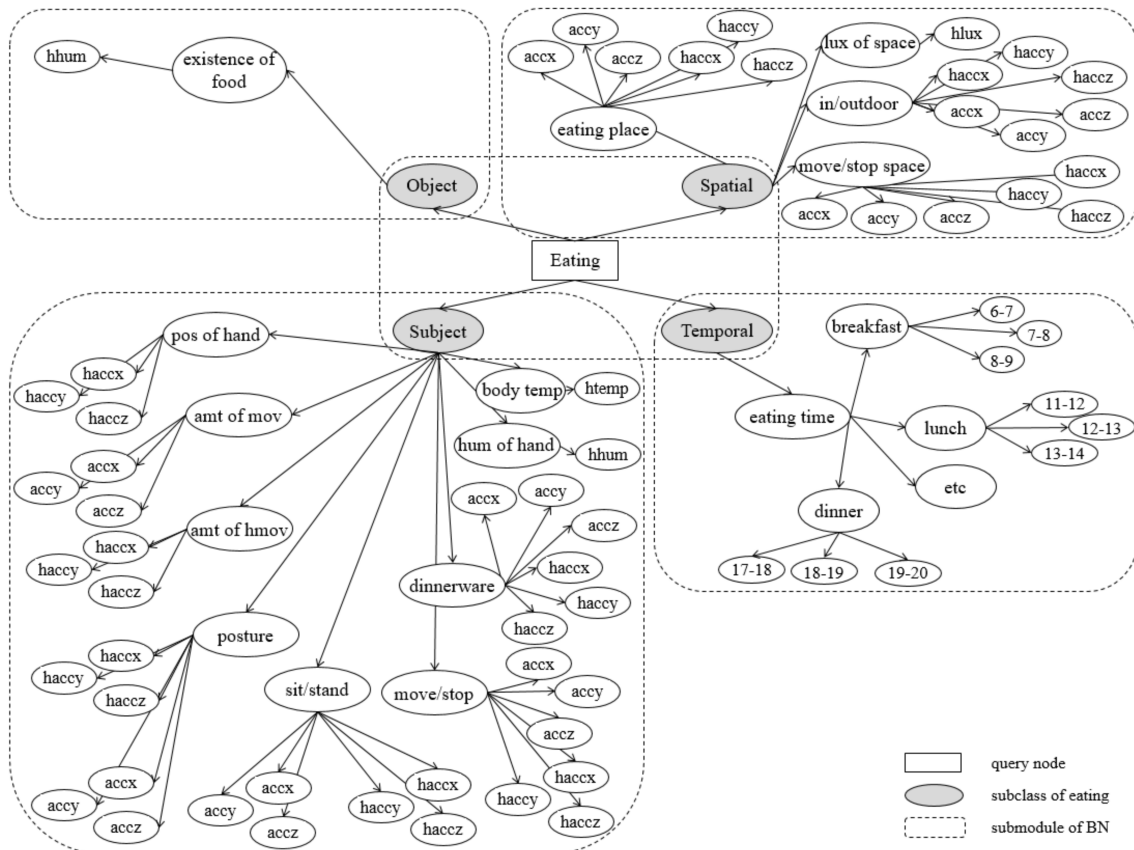 hhum
existence of
food
Object
accx
accy
accz
haccx
haccy
haccz
eating place
Spatial
lux of space
hlux
in/outdoor
haccx
haccy
haccz
accx
accy
accz
move/stop space
haccx
haccy
haccz
accx
accy
accz
Eating
Subject
pos of hand
haccx
haccy
haccz
amt of mov
accx
accy
accz
amt of hmov
haccx
haccy
haccz
posture
haccx
haccy
haccz
accx
accy
accz
sit/stand
accy
accx
accz
haccy
haccx
haccz
body temp
htemp
hum of hand
hhum
dinnerware
accx
accy
accz
haccx
haccy
haccz
move/stop
accx
accy
accz
haccx
haccy
haccz
Temporal
eating time
breakfast
6-7
7-8
8-9
lunch
11-12
12-13
13-14
etc
dinner
17-18
18-19
19-20
query node
subclass of eating
submodule of BN